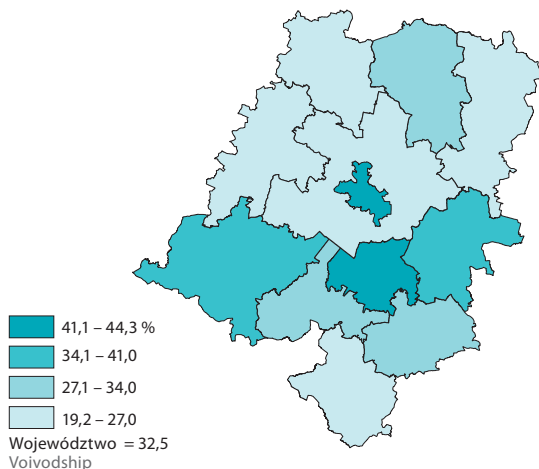 41,1 – 44,3 %
34,1 – 41,0
27,1 – 34,0
19,2 – 27,0
Województwo = 32,5
Voivodship